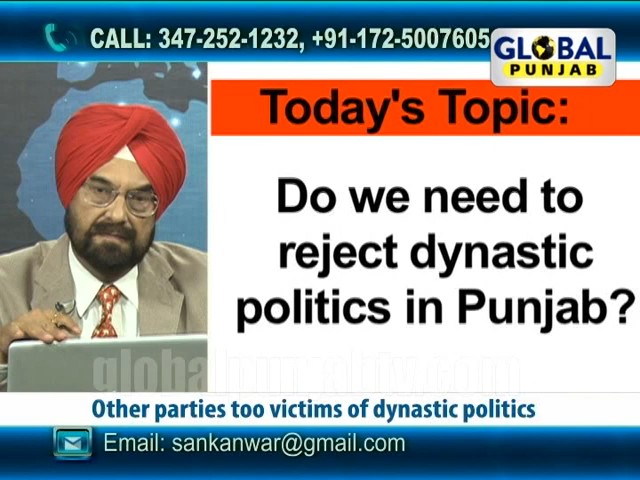 CALL: 347-252-1232, +91-172-5007605
GLOBAL
PUNJAB
Today's Topic:
Do we need to
reject dynastic
politics in Punjab?
globalpunjabtv.com
Other parties too victims of dynastic politics
Email: sankanwar@gmail.com